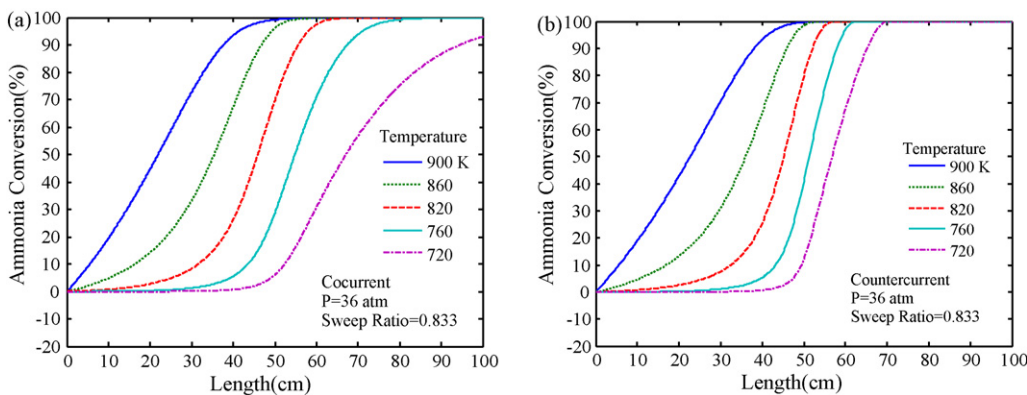 (a)
100
90
80
70
60
50
40
30
20
10
0
-10
-20
Ammonia Conversion(%)
Temperature
900 K
860
820
760
720
Cocurrent
P=36 atm
Sweep Ratio=0.833
0 10 20 30 40 50 60 70 80 90 100
Length(cm)
(b)
100
90
80
70
60
50
40
30
20
10
0
-10
-20
Ammonia Conversion(%)
Temperature
900 K
860
820
760
720
Countercurrent
P=36 atm
Sweep Ratio=0.833
0 10 20 30 40 50 60 70 80 90 100
Length(cm)